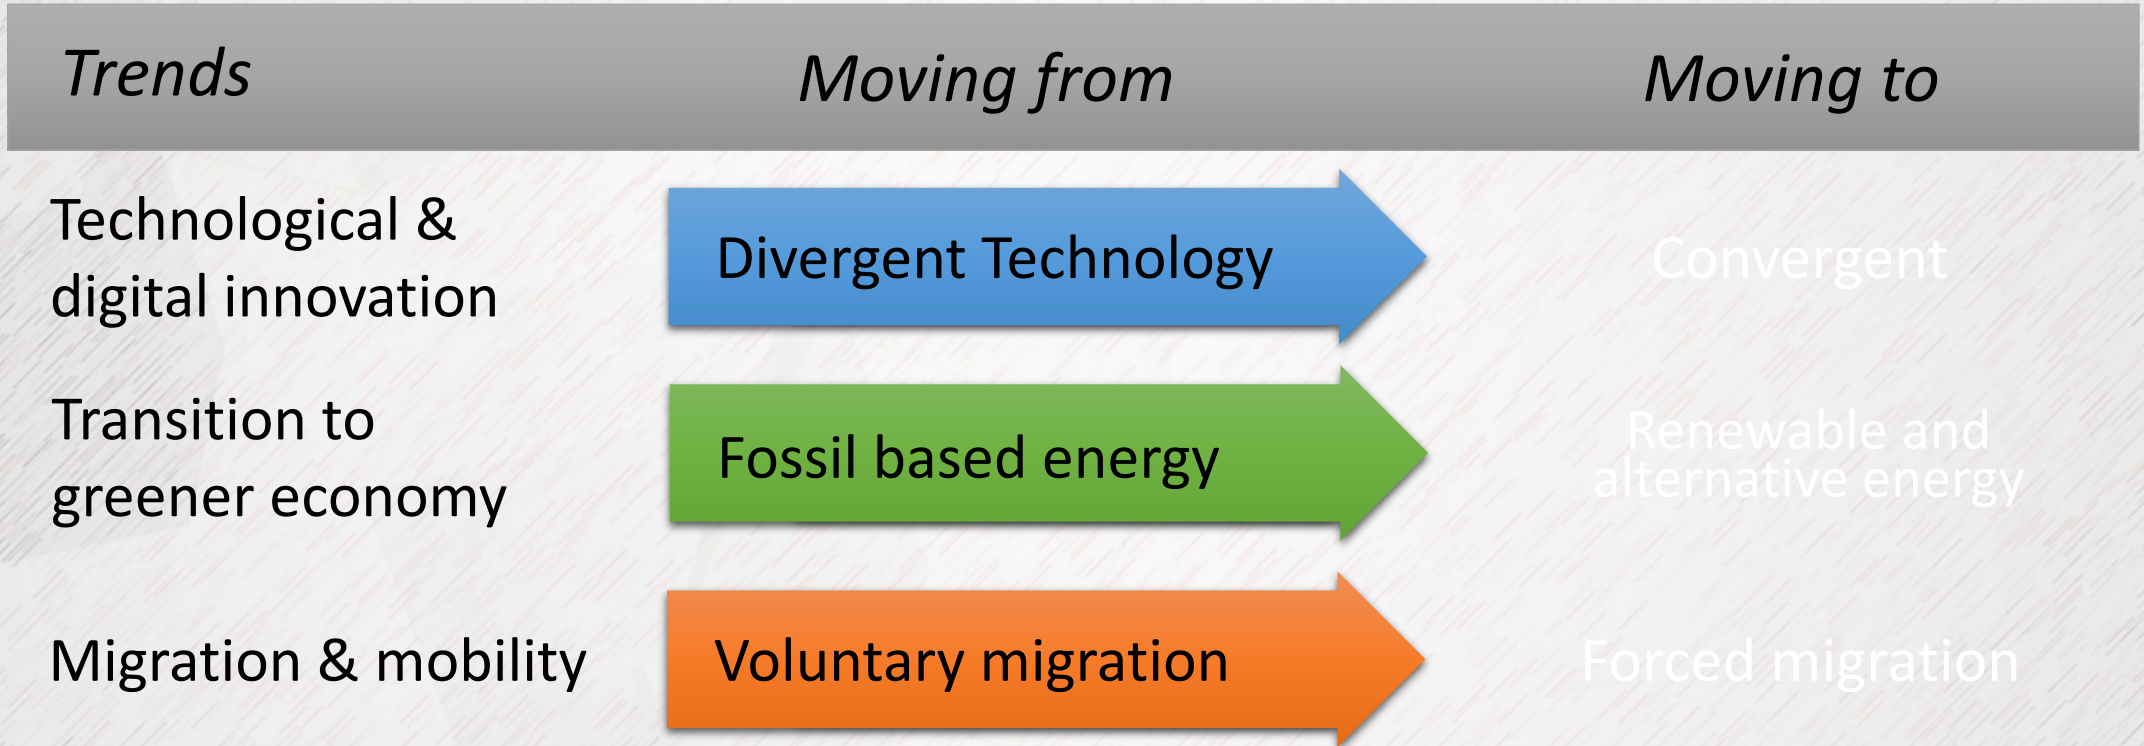 Trends Moving from Moving to
Technological &
digital innovation
Divergent Technology
Convergent
Transition to
greener economy
Fossil based energy
Renewable and
alternative energy
Migration & mobility
Voluntary migration
Forced migration